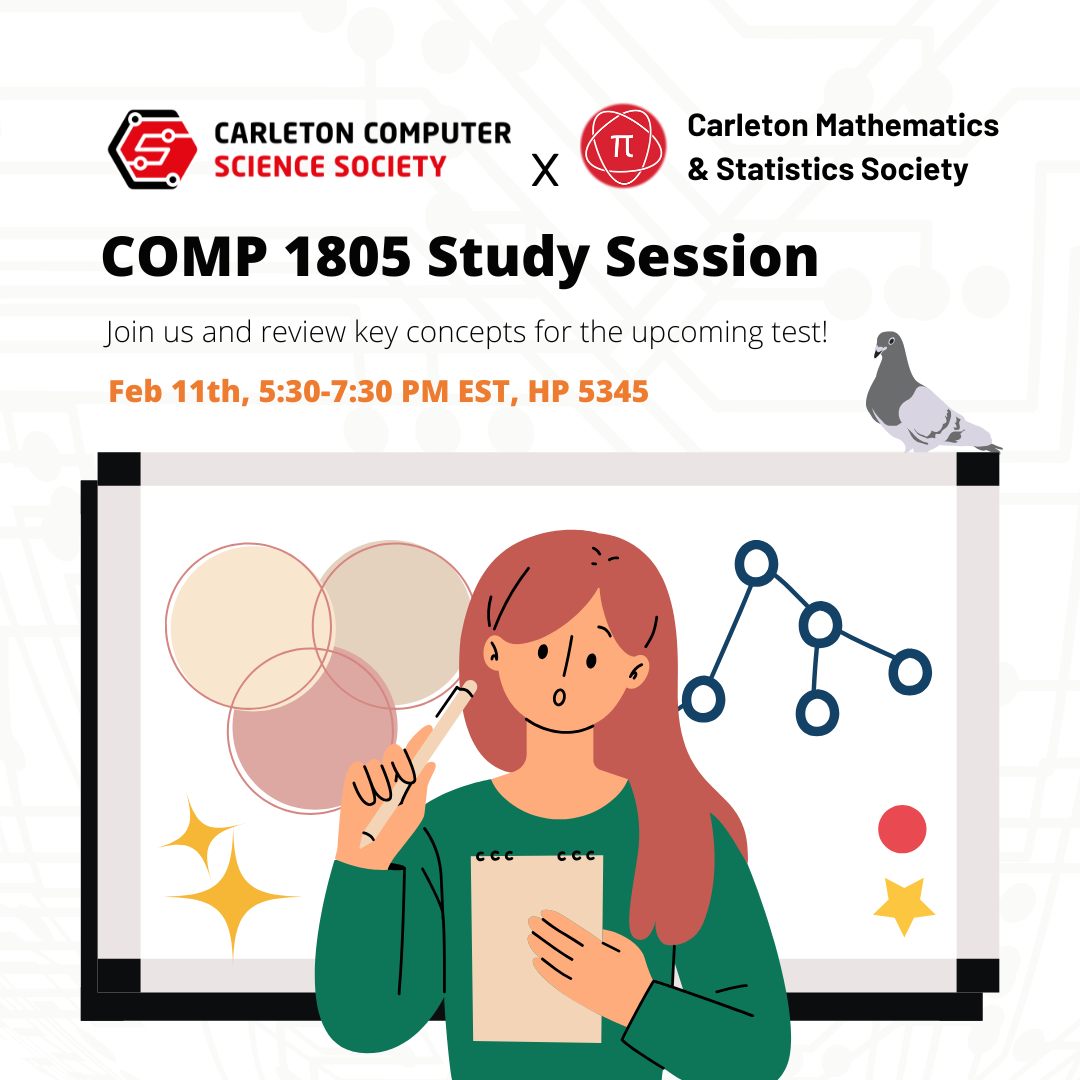 CARLETON COMPUTER
SCIENCE SOCIETY
X
π
Carleton Mathematics
& Statistics Society
COMP 1805 Study Session
Join us and review key concepts for the upcoming test!
Feb 11th, 5:30-7:30 PM EST, HP 5345